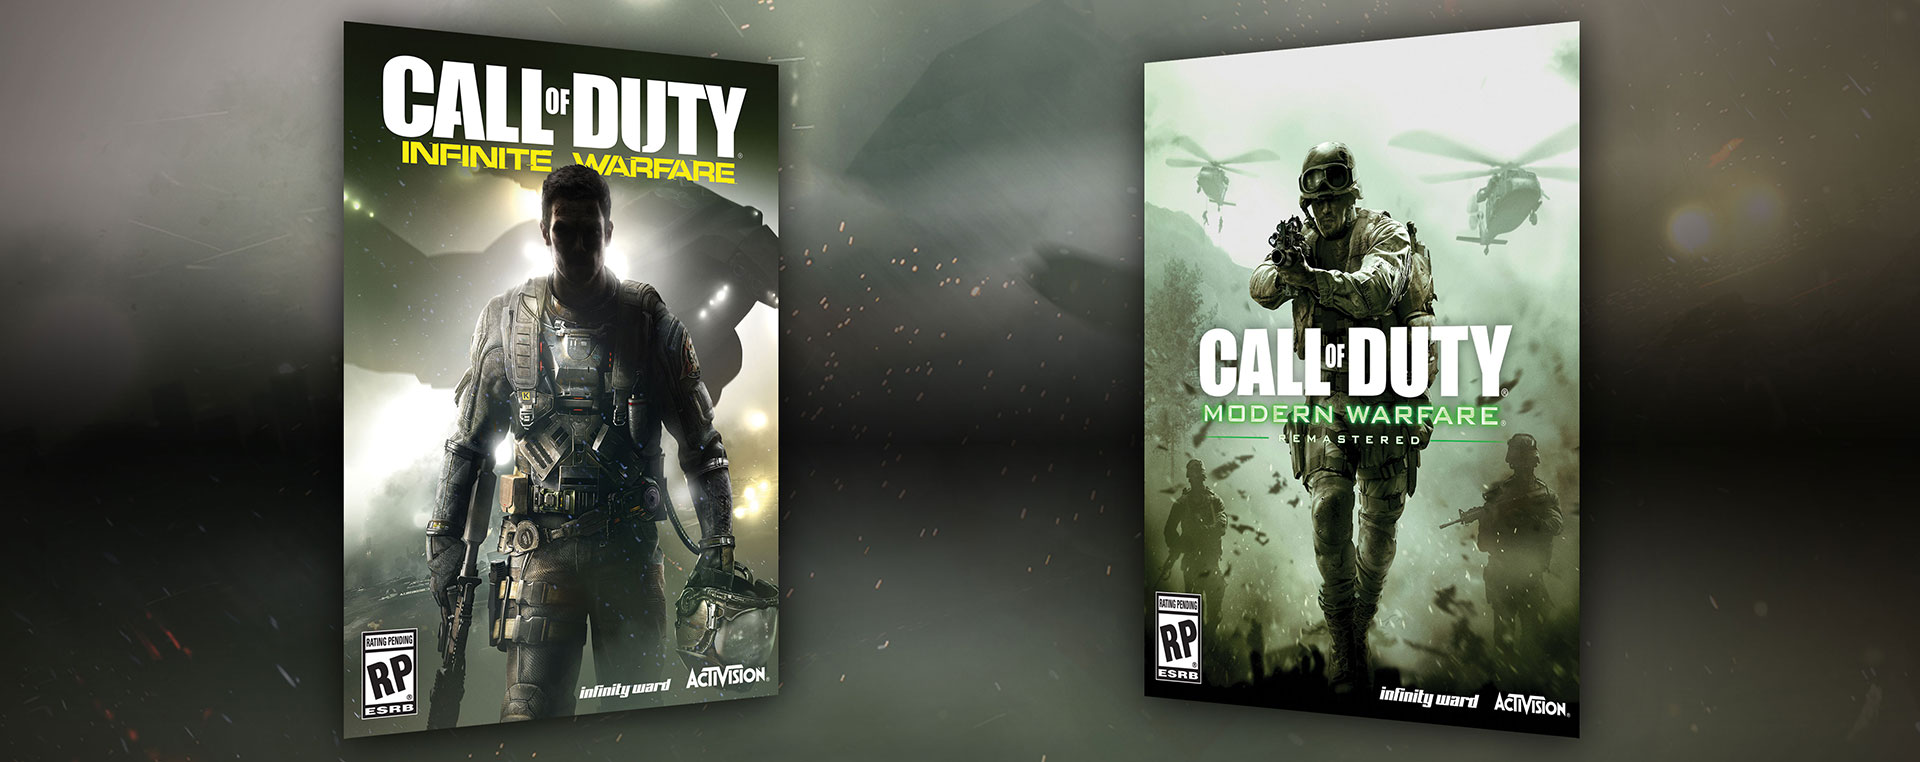 CALL OF DUTY®
INFINITE WARFARE
K
RATING PENDING
RP
®
ESRB
infinity ward
ACTIVISION®
CALL OF DUTY®
MODERN WARFARE®
REMASTERED
RATING PENDING
RP
®
ESRB
infinity ward
ACTIVISION®